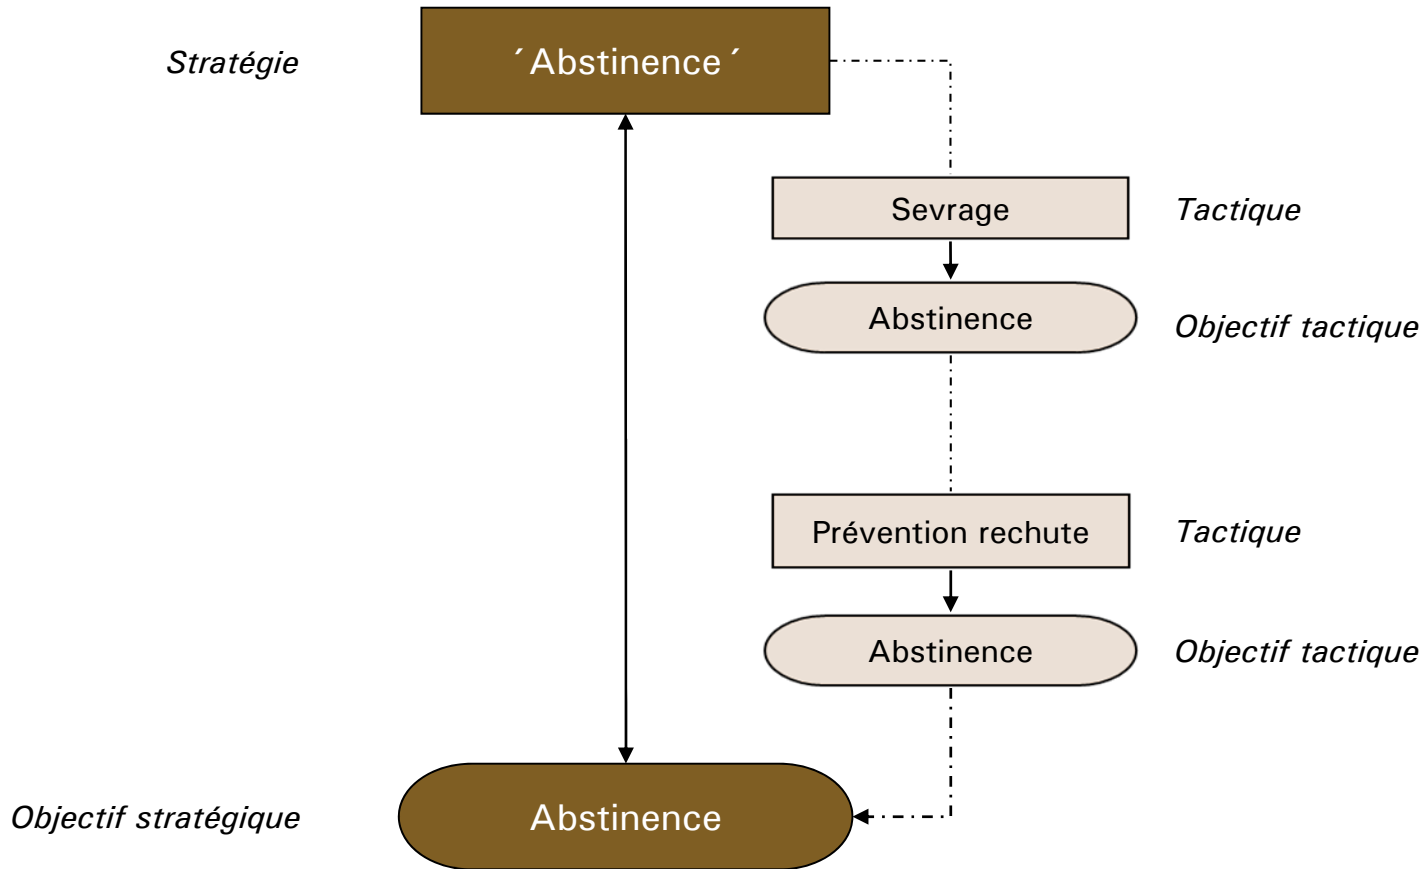 Stratégie
´Abstinence´
Sevrage
Tactique
Abstinence
Objectif tactique
Prévention rechute
Tactique
Abstinence
Objectif tactique
Objectif stratégique
Abstinence